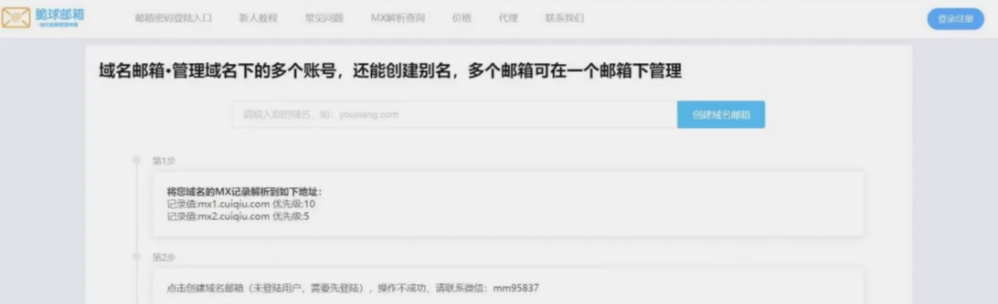 脆球邮箱
邮箱密钥登陆入口 新人教程 常见问题 MX解析查询 价格 代理 联系我们
登录/注册
域名邮箱•管理域名下的多个账号，还能创建别名，多个邮箱可在一个邮箱下管理
请输入您的域名，如：youxiang.com
创建域名邮箱
第1步
将您域名的MX记录解析到如下地址：
记录值:mx1.cuiqiu.com 优先级:10
记录值:mx2.cuiqiu.com 优先级:5
第2步
点击创建域名邮箱（未登陆用户，需要先登陆），操作不成功，请联系微信：mm95837